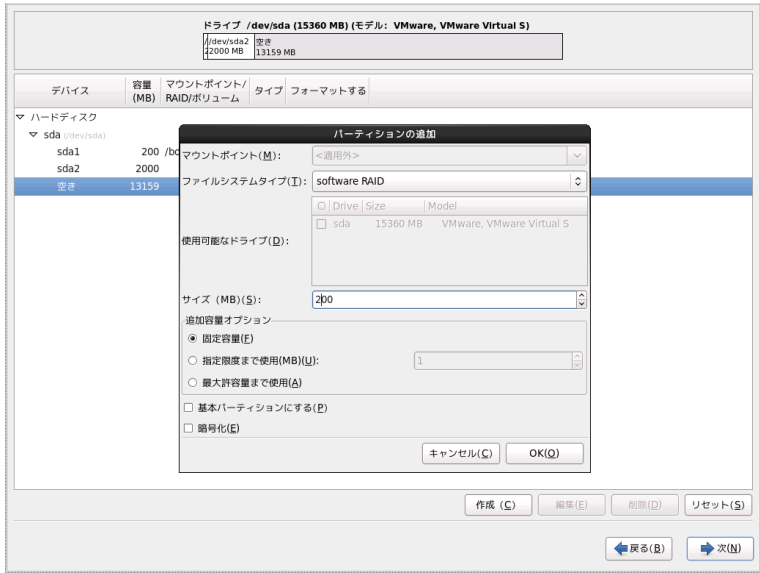 ドライブ /dev/sda (15360 MB) (モデル: VMware, VMware Virtual S)
/dev/sda2 空き
2000 MB 13159 MB
デバイス 容量 (MB) マウントポイント/ RAID/ボリューム タイプ フォーマットする
ハードディスク
sda (/dev/sda)
sda1 200
sda2 2000
空き 13159
パーティションの追加
マウントポイント(M): <適用外>
ファイルシステムタイプ(T): software RAID
使用可能なドライブ(D):
Drive Size Model
sda 15360 MB VMware, VMware Virtual S
サイズ (MB)(S): 200
追加容量オプション
固定容量(F)
指定限度まで使用(MB)(U): 1
最大許容量まで使用(A)
基本パーティションにする(P)
暗号化(E)
キャンセル(C) OK(O)
作成 (C) 編集(E) 削除(D) リセット(S)
戻る(B) 次(N)